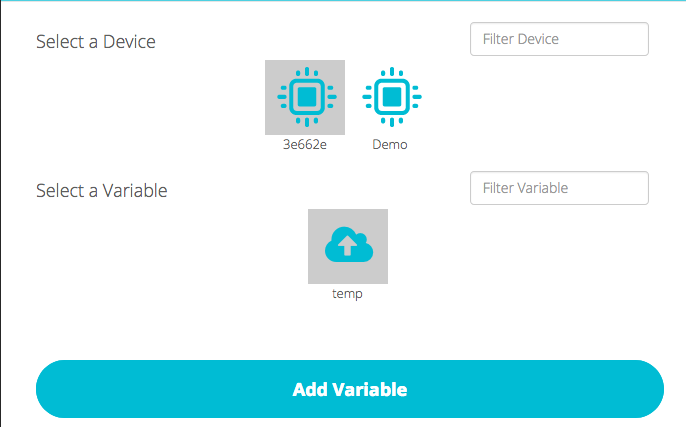 Select a Device
Filter Device
3e662e
Demo
Select a Variable
Filter Variable
temp
Add Variable